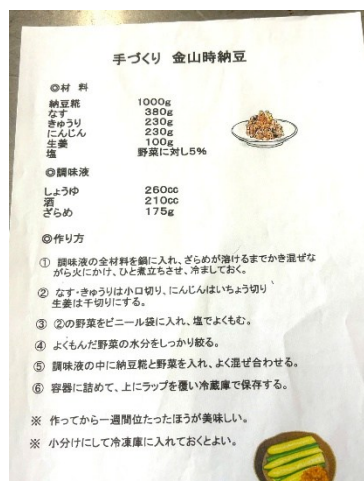 手づくり 金山時納豆
◎材 料
納豆糀 1000g
なす 380g
きゅうり 230g
にんじん 230g
生姜 100g
塩 野菜に対し5%
◎調味液
しょうゆ 260cc
酒 210cc
ざらめ 175g
◎作り方
① 調味液の全材料を鍋に入れ、ざらめが溶けるまでかき混ぜな
がら火にかけ、ひと煮立ちさせ、冷ましておく。
② なす・きゅうりは小口切り、にんじんはいちょう切り、
生姜は千切りにする。
③ ②の野菜をビニール袋に入れ、塩でよくもむ。
④ よくもんだ野菜の水分をしっかり絞る。
⑤ 調味液の中に納豆糀と野菜を入れ、よく混ぜ合わせる。
⑥ 容器に詰めて、上にラップを覆い冷蔵庫で保存する。
※ 作ってから一週間位たったほうが美味しい。
※ 小分けにして冷凍庫に入れておくとよい。